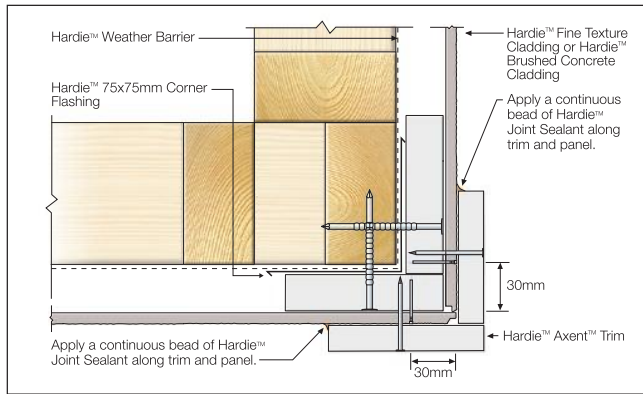 Hardie™ Weather Barrier
Hardie™ 75x75mm Corner
Flashing
Hardie™ Fine Texture
Cladding or Hardie™
Brushed Concrete
Cladding
Apply a continuous
bead of Hardie™
Joint Sealant along
trim and panel.
30mm
Hardie™ Axent™ Trim
Apply a continuous bead of Hardie™
Joint Sealant along trim and panel.
30mm